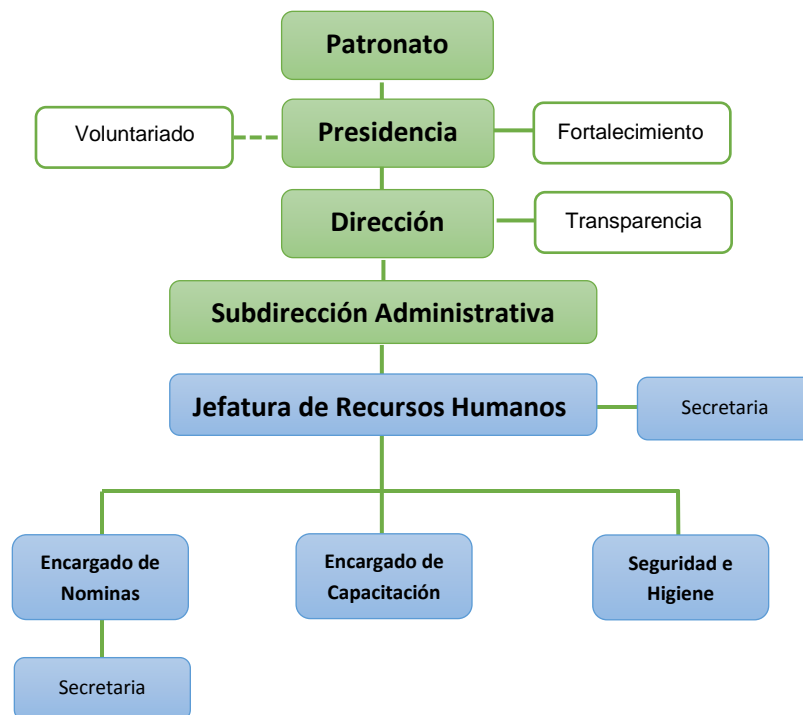 Patronato
Voluntariado
Presidencia
Fortalecimiento
Dirección
Transparencia
Subdirección Administrativa
Jefatura de Recursos Humanos
Secretaria
Encargado de
Nominas
Encargado de
Capacitación
Seguridad e
Higiene
Secretaria